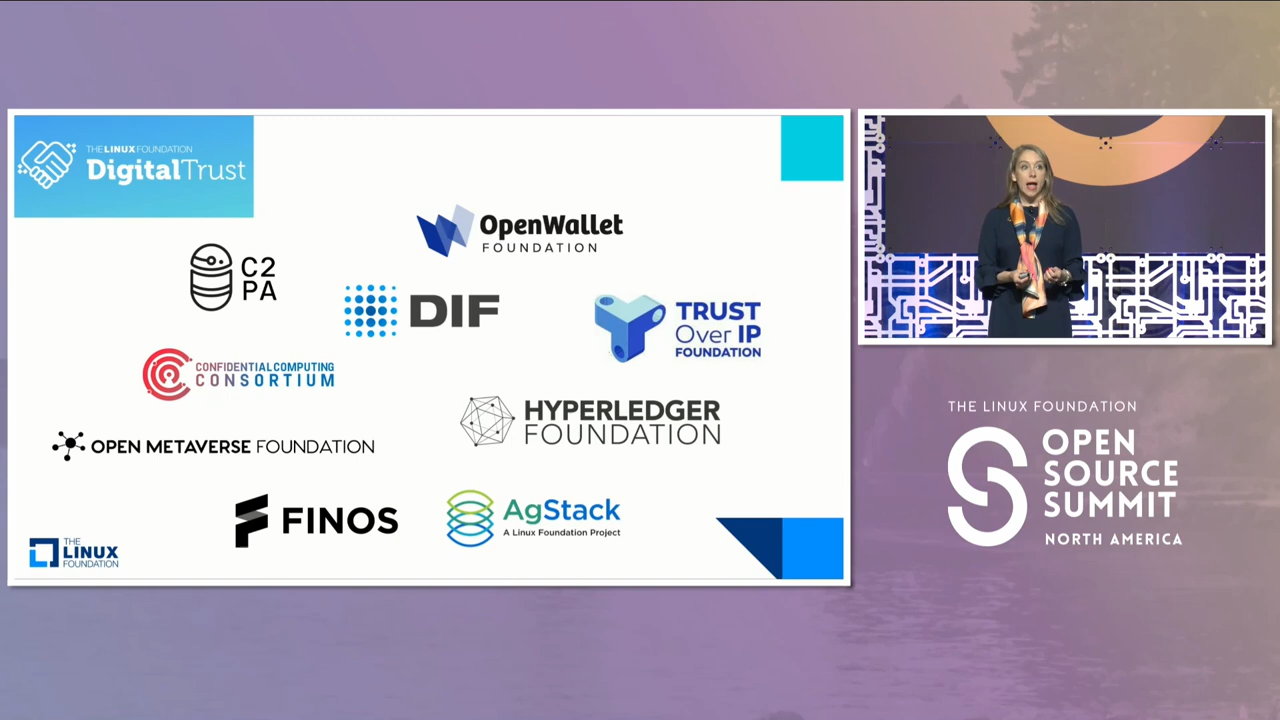 THE LINUX FOUNDATION
DigitalTrust
OpenWallet
FOUNDATION
C2
PA
DIF
TRUST
Over IP
FOUNDATION
CONFIDENTIAL COMPUTING
CONSORTIUM
HYPERLEDGER
FOUNDATION
OPEN METAVERSE FOUNDATION
FINOS
AgStack
A Linux Foundation Project
THE
LINUX
FOUNDATION
THE LINUX FOUNDATION
OPEN
SOURCE
SUMMIT
NORTH AMERICA